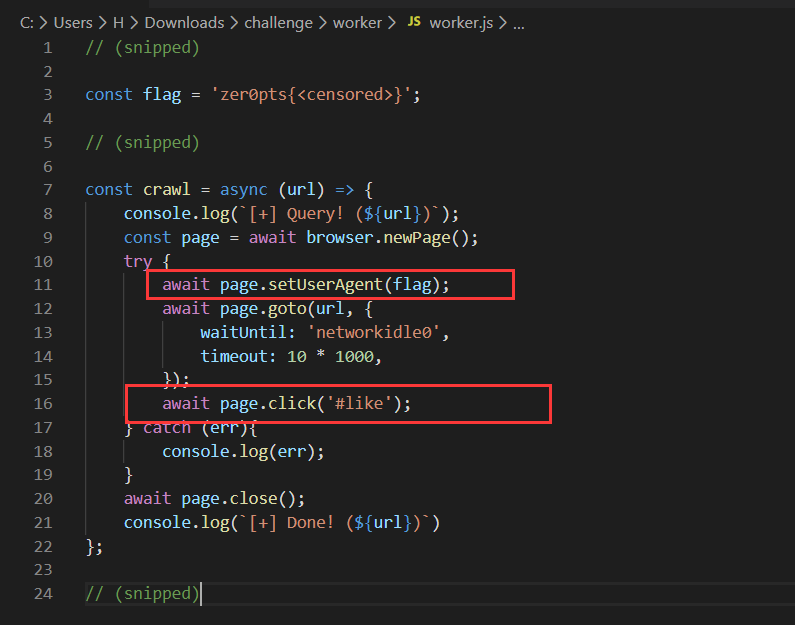 C: > Users > H > Downloads > challenge > worker > JS worker.js > ...
1 // (snipped)
2
3 const flag = 'zer0pts{<censored>}';
4
5 // (snipped)
6
7 const crawl = async (url) => {
8     console.log(`[+] Query! (${url})`);
9     const page = await browser.newPage();
10     try {
11         await page.setUserAgent(flag);
12         await page.goto(url, {
13             waitUntil: 'networkidle0',
14             timeout: 10 * 1000,
15         });
16         await page.click('#like');
17     } catch (err){
18         console.log(err);
19     }
20     await page.close();
21     console.log(`[+] Done! (${url})`)
22 };
23
24 // (snipped)